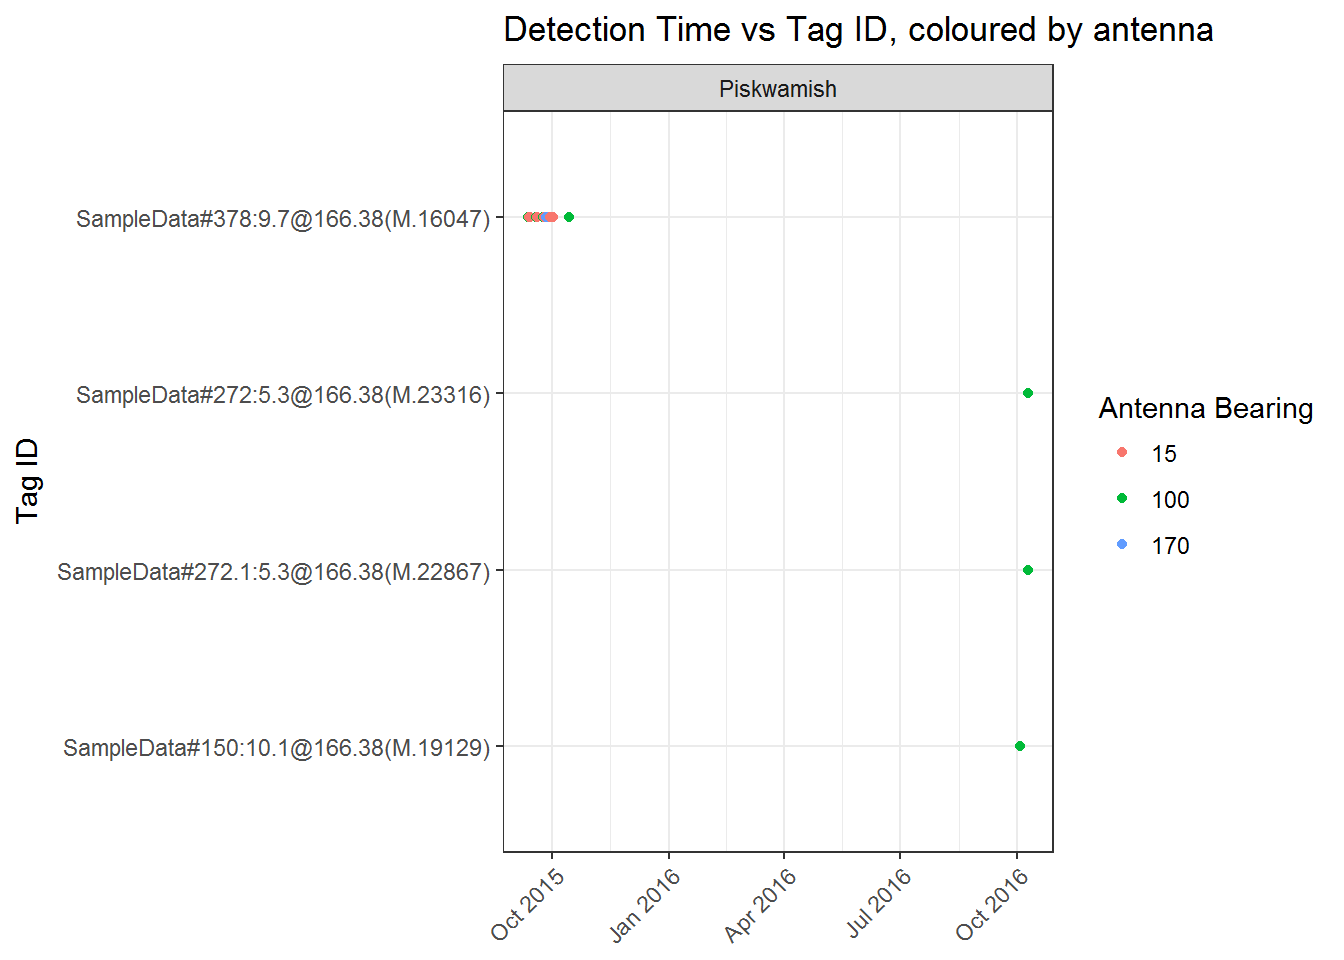 Detection Time vs Tag ID, coloured by antenna
Piskwamish
Tag ID
SampleData#378:9.7@166.38(M.16047)
SampleData#272:5.3@166.38(M.23316)
SampleData#272.1:5.3@166.38(M.22867)
SampleData#150:10.1@166.38(M.19129)
Oct 2015
Jan 2016
Apr 2016
Jul 2016
Oct 2016
Antenna Bearing
15
100
170